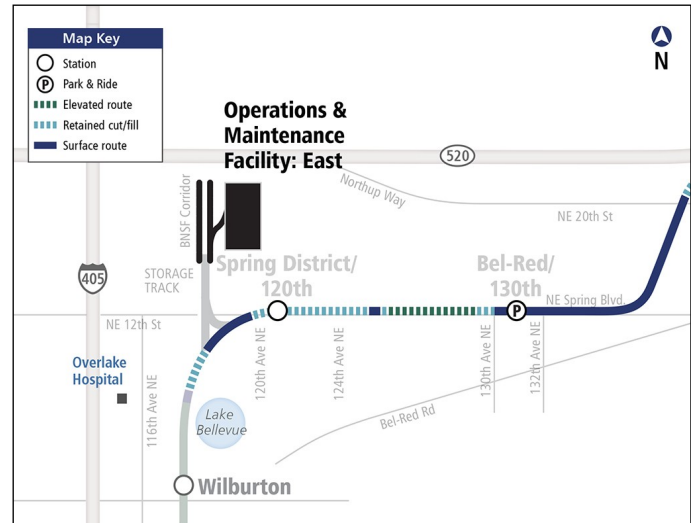 Map Key
Station
P
Park & Ride
Elevated route
Retained cut/fill
Surface route
N
Operations &
Maintenance
Facility: East
520
Northup Way
NE 20th St
BNSF Corridor
405
STORAGE
TRACK
Spring District/
120th
Bel-Red/
130th
P
NE Spring Blvd.
NE 12th St
Overlake
Hospital
116th Ave NE
120th Ave NE
124th Ave NE
130th Ave NE
132th Ave NE
Lake
Bellevue
Bel-Red Rd
Wilburton